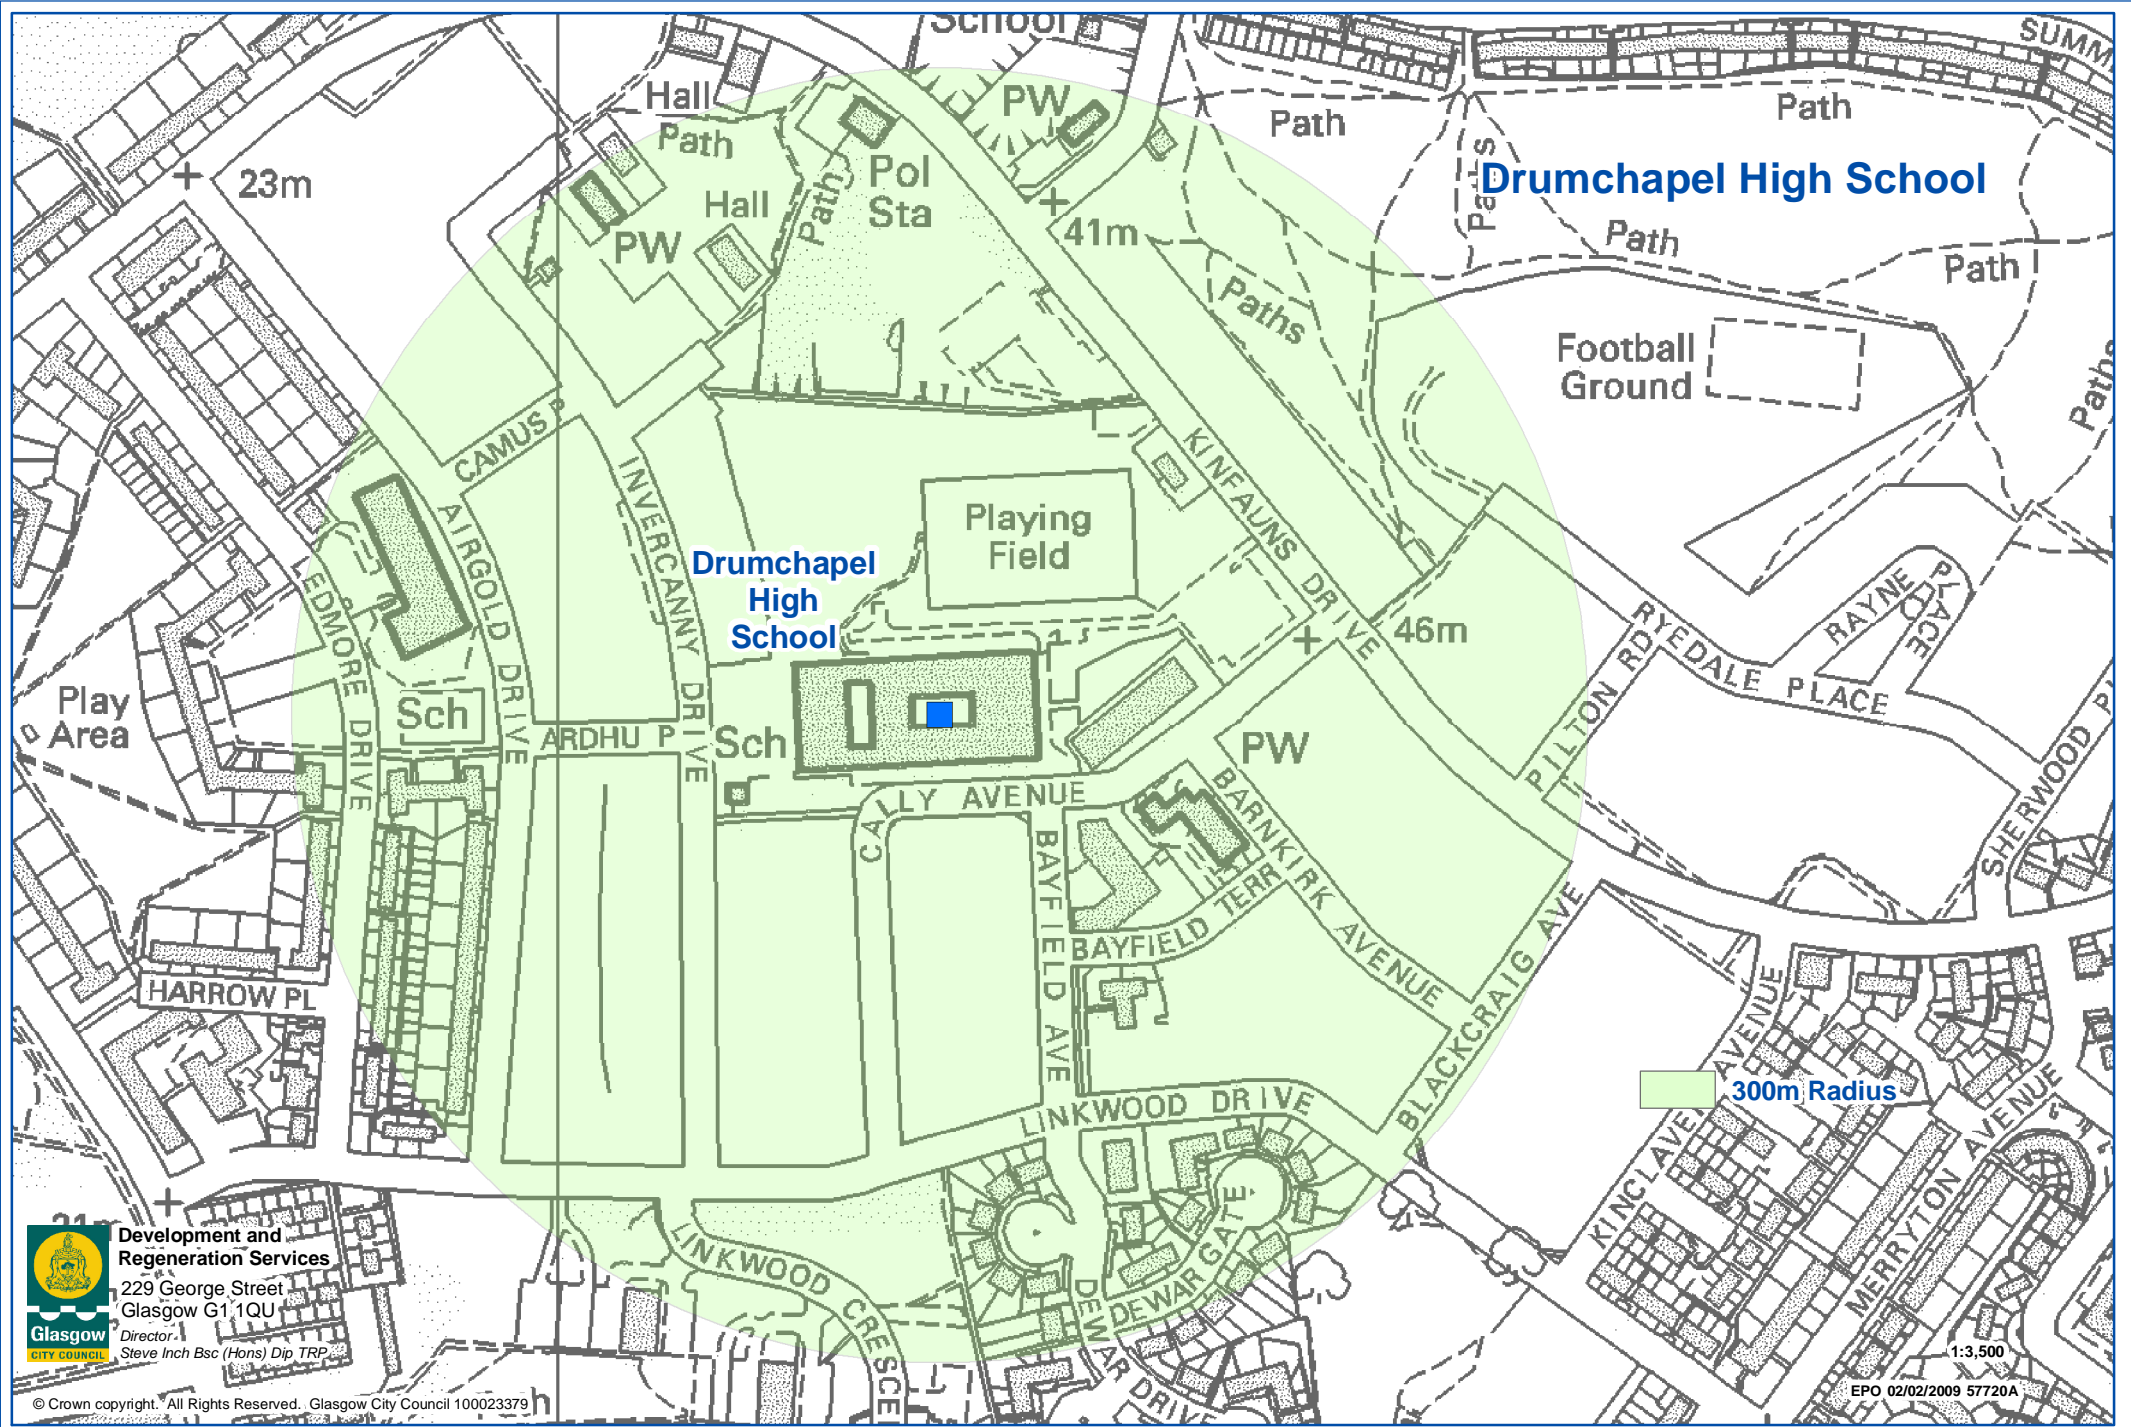 School
SUMM
Hall
Path
PW
Path
Path
Drumchapel High School
23m
Hall
Path
Pol
Sta
Paths
41m
PW
Path
Path
Paths
Football
Ground
Paths
CAMUS P
KINFAUNS DRIVE
INVERCANNY DRIVE
AIRGOLD DRIVE
Playing
Field
Drumchapel
High
School
EDMORE DRIVE
46m
RYEDALE PLACE
RAYNE PLACE
PILTON RD
Play
Area
Sch
ARDHU P
Sch
PW
SHERWOOD P
CALLY AVENUE
BARNKIRK AVENUE
BAYFIELD AVE
BAYFIELD TERR
BLACKCRAIG AVE
HARROW PL
LINKWOOD DRIVE
300m Radius
KINCLAVEN AVENUE
MERRYTON AVENUE
LINKWOOD CRESCE
DEWAR GATE
DEWAR DRIVE
21m
Development and
Regeneration Services
229 George Street
Glasgow G1 1QU
Director
Steve Inch Bsc (Hons) Dip TRP
Glasgow
CITY COUNCIL
1:3,500
EPO 02/02/2009 57720A
© Crown copyright. All Rights Reserved. Glasgow City Council 100023379